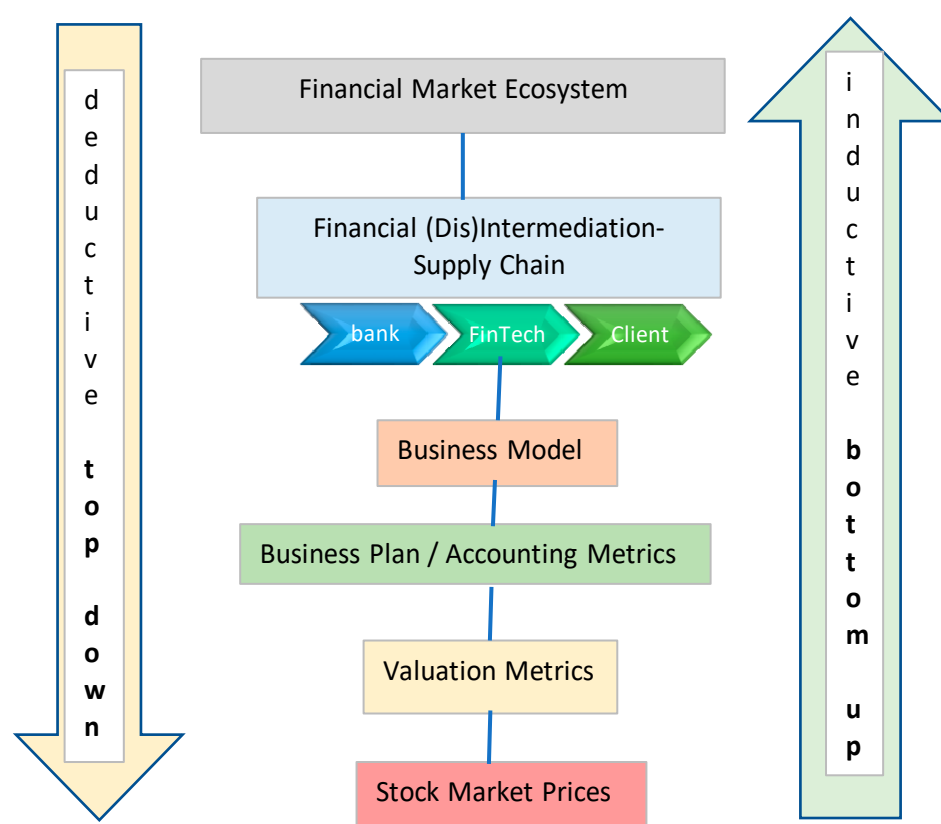 deductive top down
Financial Market Ecosystem
Financial (Dis)Intermediation-
Supply Chain
bank
FinTech
Client
Business Model
Business Plan / Accounting Metrics
Valuation Metrics
Stock Market Prices
inductive bottom up